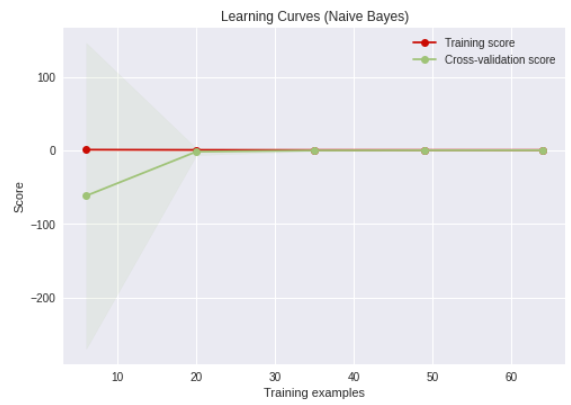 Learning Curves (Naive Bayes)
Training score
Cross-validation score
100
0
−100
−200
Score
10
20
30
40
50
60
Training examples